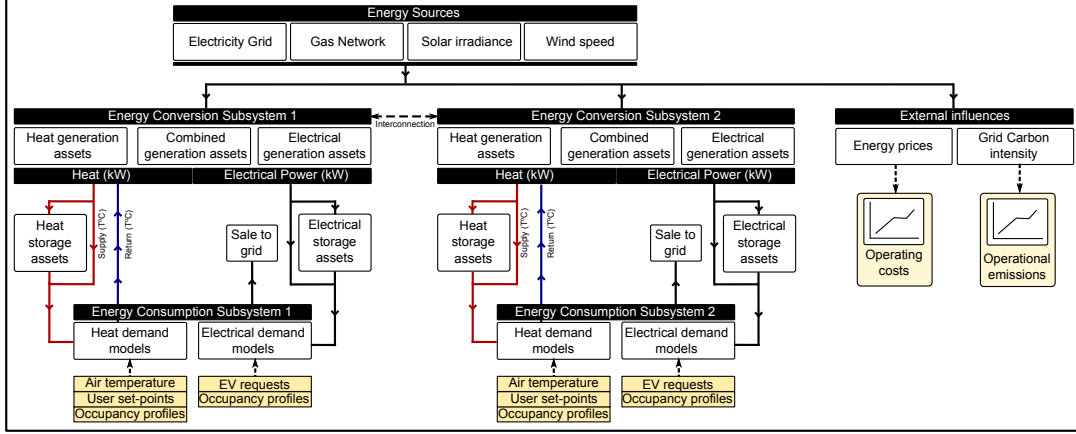 Energy Sources
Electricity Grid
Gas Network
Solar irradiance
Wind speed
Energy Conversion Subsystem 1
Interconnection
Energy Conversion Subsystem 2
External influences
Heat generation
assets
Combined
generation assets
Electrical
generation assets
Heat generation
assets
Combined
generation assets
Electrical
generation assets
Energy prices
Grid Carbon
intensity
Heat (kW)
Electrical Power (kW)
Heat (kW)
Electrical Power (kW)
Heat
storage
assets
Supply (TºC)
Return (TºC)
Sale to
grid
Electrical
storage
assets
Heat
storage
assets
Supply (TºC)
Return (TºC)
Sale to
grid
Electrical
storage
assets
Operating
costs
Operational
emissions
Energy Consumption Subsystem 1
Energy Consumption Subsystem 2
Heat demand
models
Electrical demand
models
Heat demand
models
Electrical demand
models
Air temperature
User set-points
Occupancy profiles
EV requests
Occupancy profiles
Air temperature
User set-points
Occupancy profiles
EV requests
Occupancy profiles